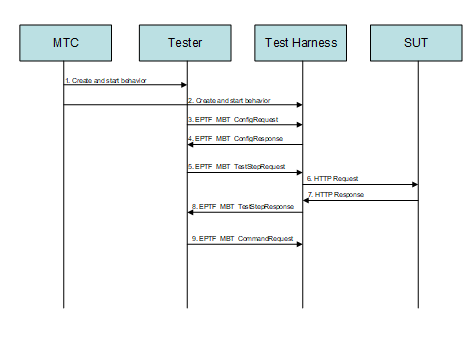 MTC
Tester
Test Harness
SUT
1. Create and start behavior
2. Create and start behavior
3. EPTF_MBT_ConfigRequest
4. EPTF_MBT_ConfigResponse
5. EPTF_MBT_TestStepRequest
6. HTTP Request
7. HTTP Response
8. EPTF_MBT_TestStepResponse
9. EPTF_MBT_CommandRequest